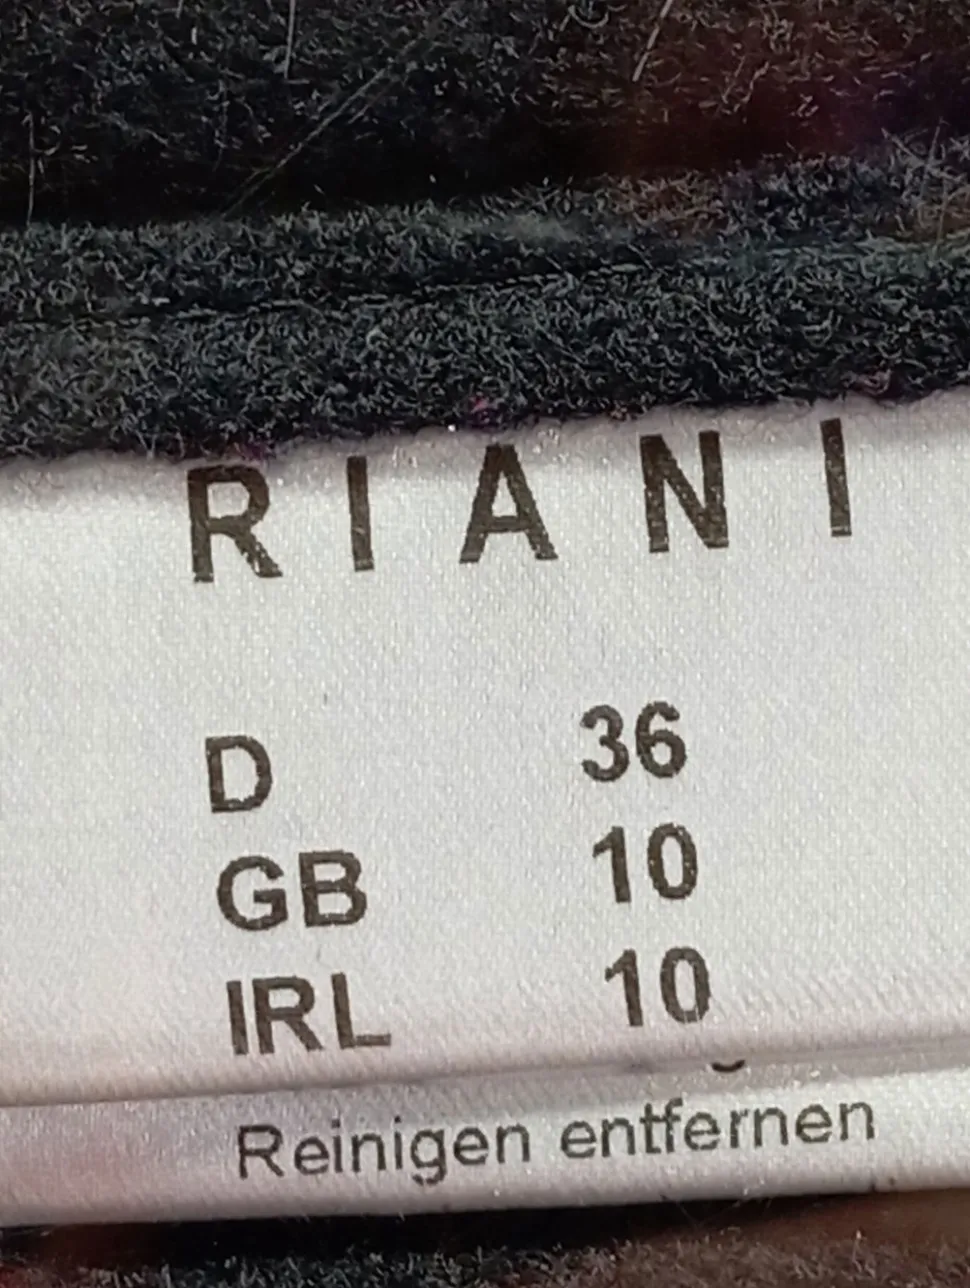 RIANI
D 36
GB 10
IRL 10
Reinigen entfernen